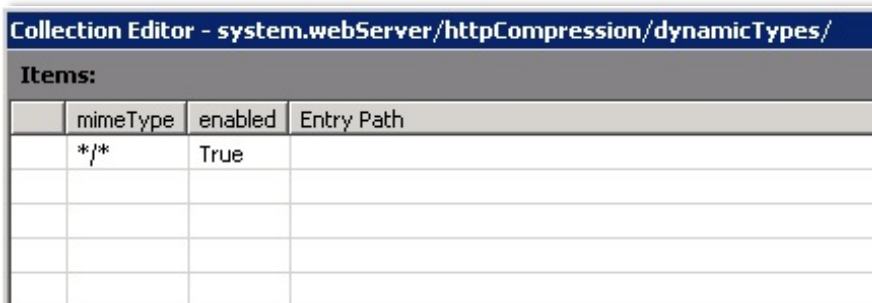 Collection Editor - system.webServer/httpCompression/dynamicTypes/
Items:
mimeType enabled Entry Path
*/* True